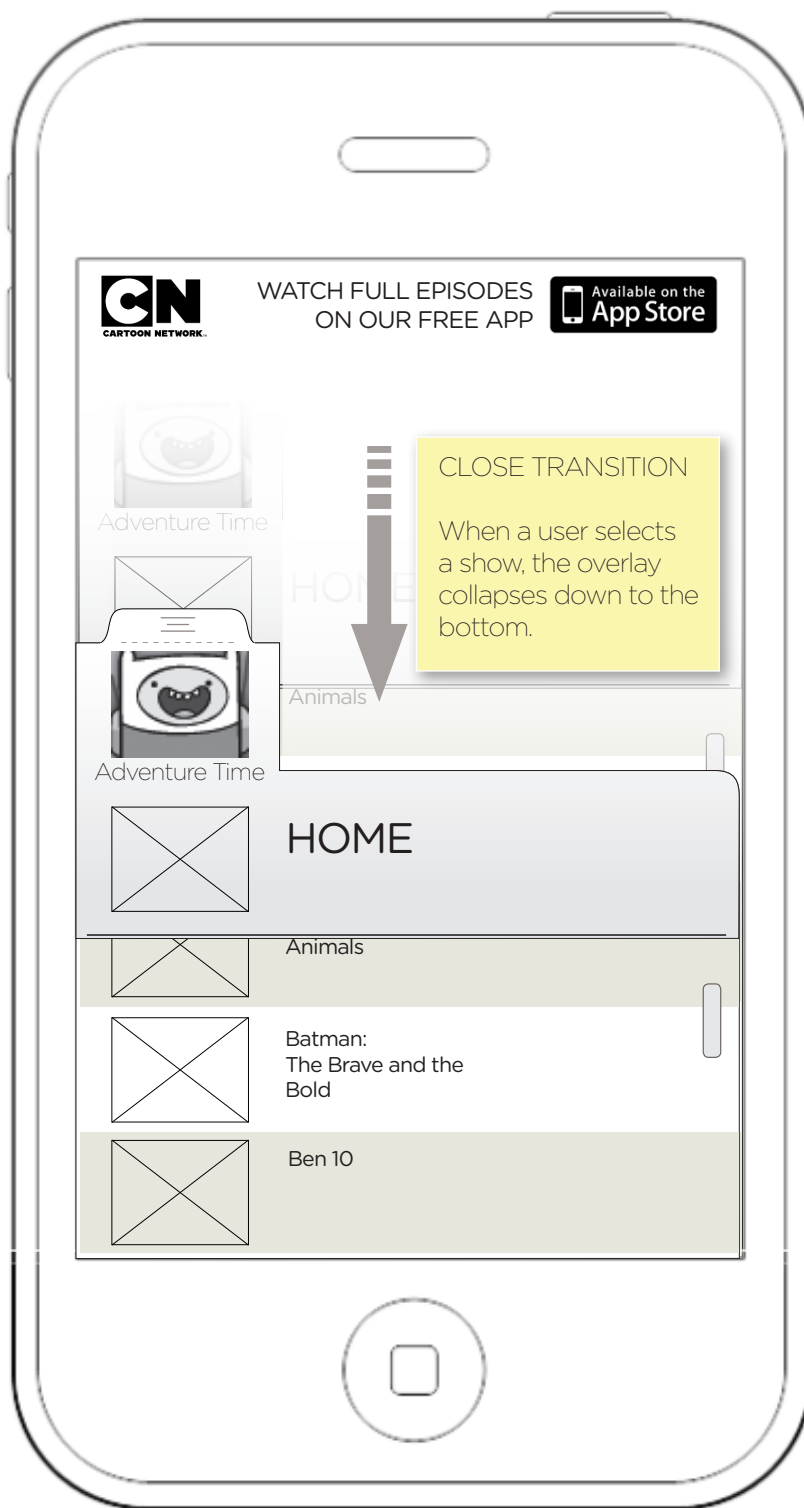 CN
CARTOON NETWORK™
WATCH FULL EPISODES
ON OUR FREE APP
Available on the
App Store
Adventure Time
HOME
Animals
CLOSE TRANSITION
When a user selects
a show, the overlay
collapses down to the
bottom.
Adventure Time
HOME
Animals
Batman:
The Brave and the
Bold
Ben 10